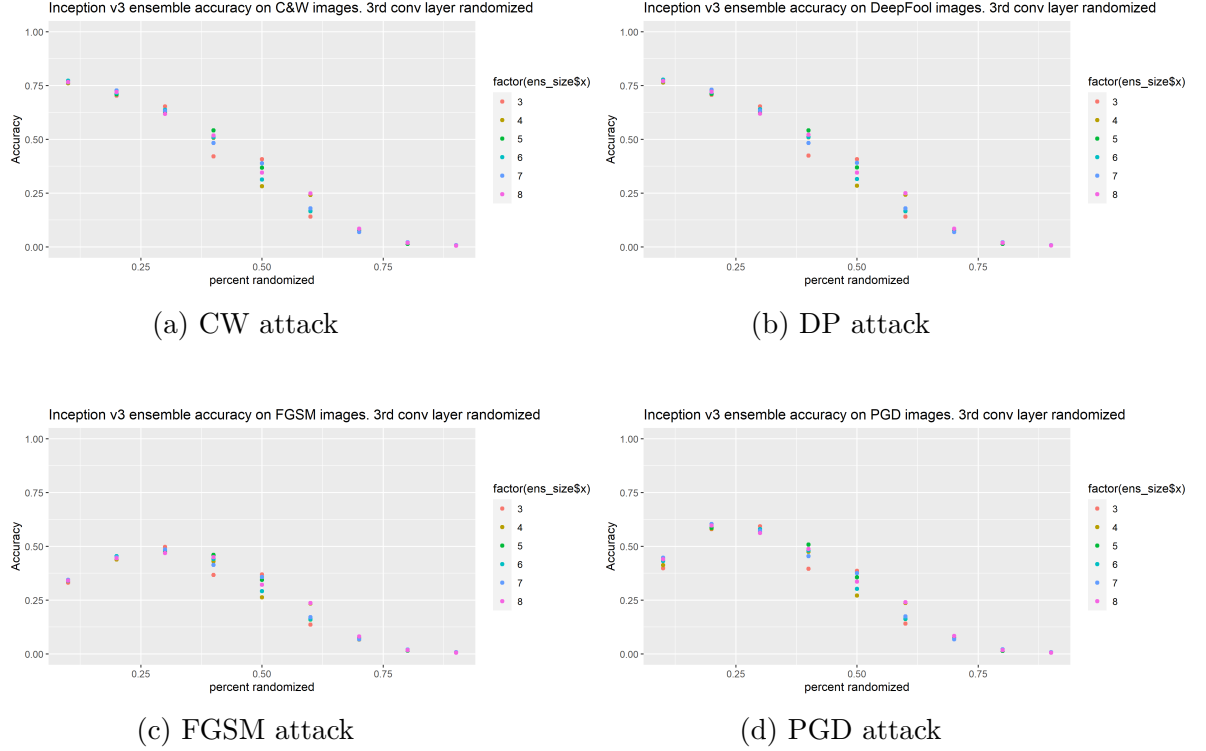 Inception v3 ensemble accuracy on C&W images. 3rd conv layer randomized
1.00
0.75
0.50
0.25
0.00
Accuracy
0.25 0.50 0.75
percent randomized
factor(ens_size$x)
3
4
5
6
7
8
(a) CW attack
Inception v3 ensemble accuracy on DeepFool images. 3rd conv layer randomized
1.00
0.75
0.50
0.25
0.00
Accuracy
0.25 0.50 0.75
percent randomized
factor(ens_size$x)
3
4
5
6
7
8
(b) DP attack
Inception v3 ensemble accuracy on FGSM images. 3rd conv layer randomized
1.00
0.75
0.50
0.25
0.00
Accuracy
0.25 0.50 0.75
percent randomized
factor(ens_size$x)
3
4
5
6
7
8
(c) FGSM attack
Inception v3 ensemble accuracy on PGD images. 3rd conv layer randomized
1.00
0.75
0.50
0.25
0.00
Accuracy
0.25 0.50 0.75
percent randomized
factor(ens_size$x)
3
4
5
6
7
8
(d) PGD attack